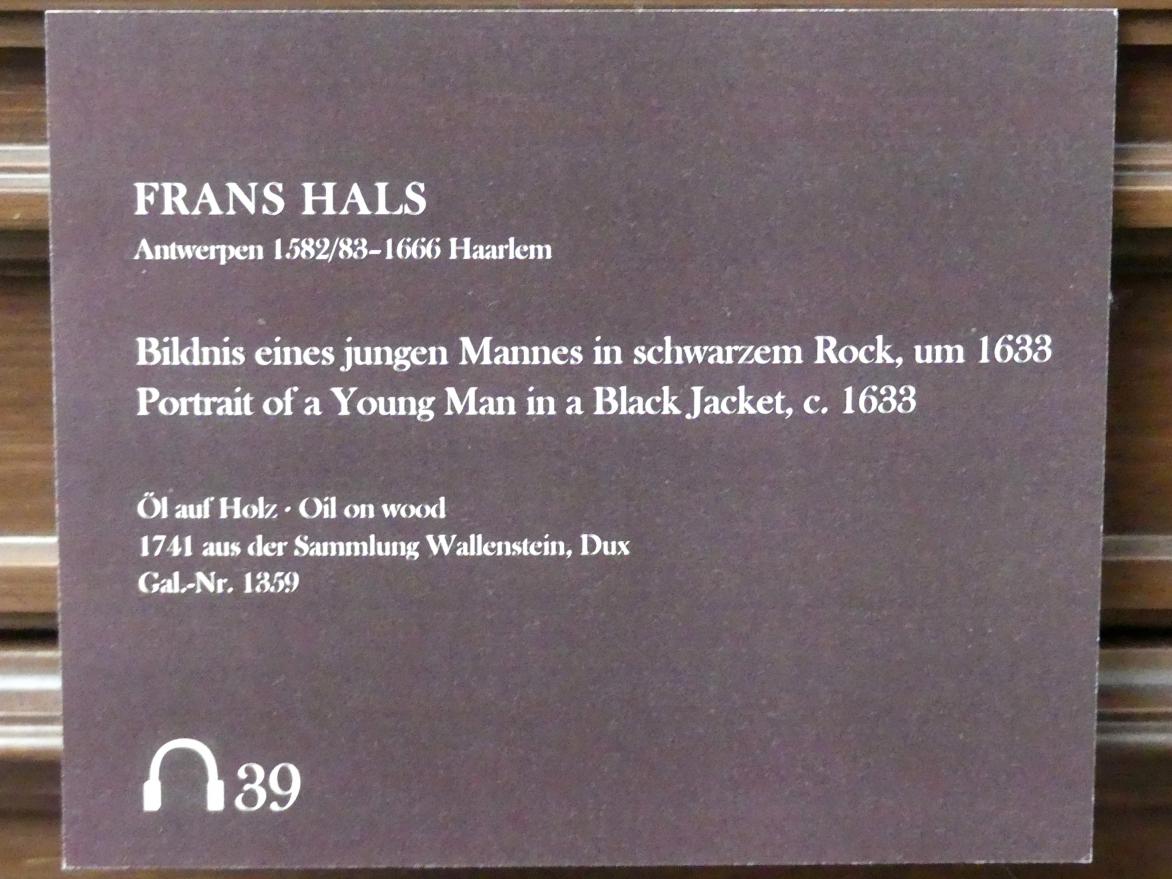 FRANS HALS
Antwerpen 1582/83–1666 Haarlem
Bildnis eines jungen Mannes in schwarzem Rock, um 1633
Portrait of a Young Man in a Black Jacket, c. 1633
Öl auf Holz · Oil on wood
1741 aus der Sammlung Wallenstein, Dux
Gal.-Nr. 1359
39